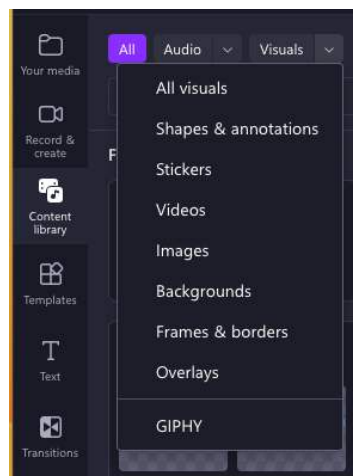 Your media
Record &
create
Content
library
Templates
Text
Transitions
All
Audio
Visuals
F
All visuals
Shapes & annotations
Stickers
Videos
Images
Backgrounds
Frames & borders
Overlays
GIPHY